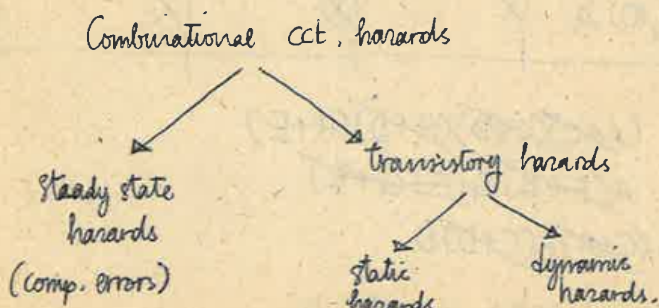 Combinational cct. hazards
steady state
hazards
(comp. errors)
transistory hazards
static
hazards
dynamic
hazards.